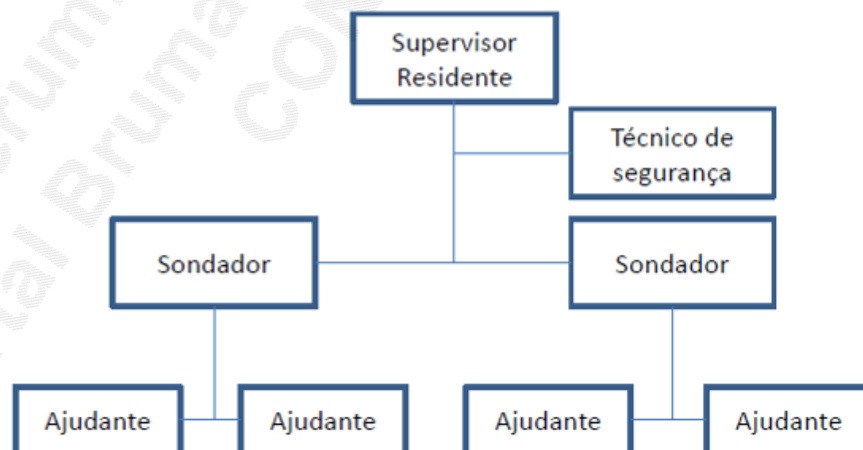 Supervisor
Residente
Técnico de
segurança
Sondador
Sondador
Ajudante
Ajudante
Ajudante
Ajudante